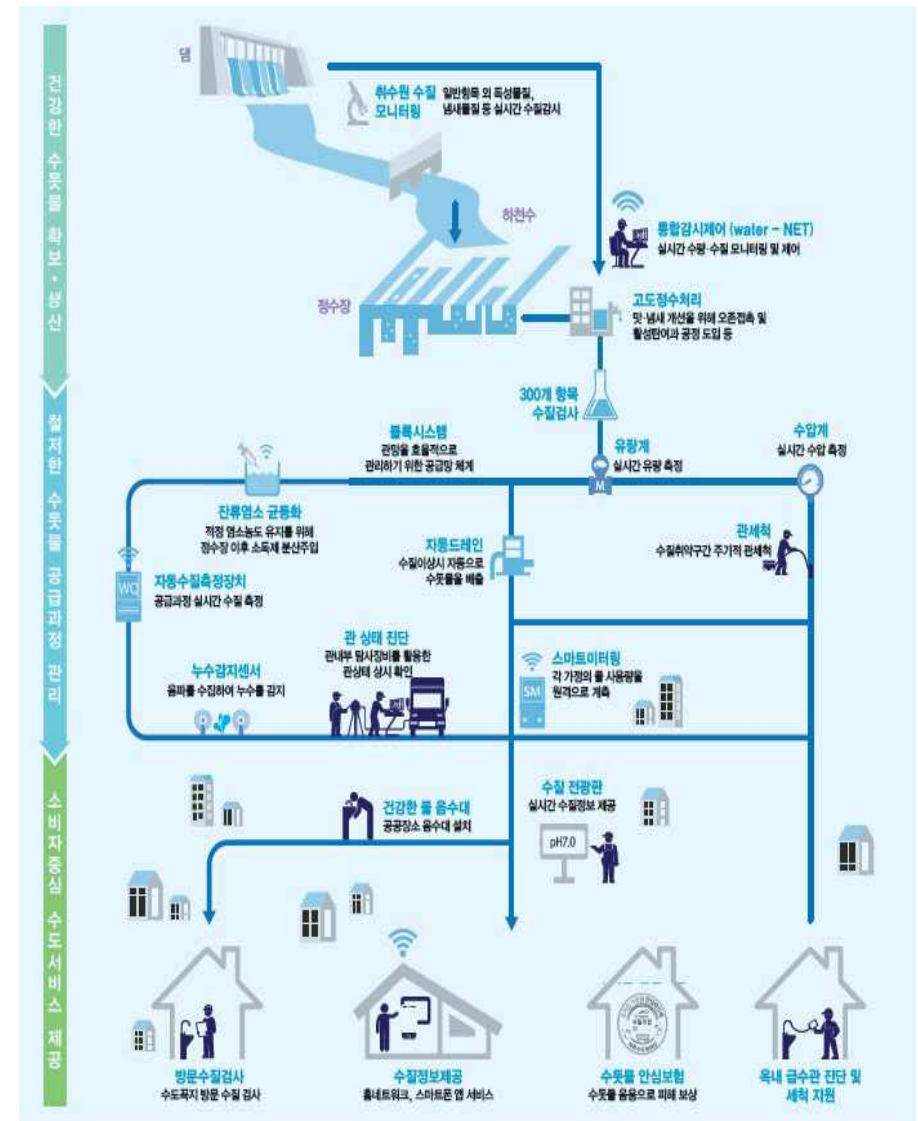 건강한 수돗물 확보·생산
댐
취수원 수질
모니터링
일반항목 외 독성물질,
냄새물질 등 실시간 수질감시
하천수
통합감시제어 (water – NET)
실시간 수량·수질 모니터링 및 제어
정수장
고도정수처리
맛·냄새 개선을 위해 오존접촉 및
활성탄여과 공정 도입 등
300개 항목
수질검사
철저한 수돗물 공급과정 관리
블록시스템
관망을 효율적으로
관리하기 위한 공급망 체계
유량계
실시간 유량 측정
M
수압계
실시간 수압 측정
잔류염소 균등화
적정 염소농도 유지를 위해
정수장 이후 소독제 분산주입
자동드레인
수질이상시 자동으로
수돗물을 배출
관세척
수질취약구간 주기적 관세척
WQ
자동수질측정장치
공급과정 실시간 수질 측정
관 상태 진단
관내부 탐사장비를 활용한
관상태 상시 확인
스마트미터링
각 가정의 물 사용량을
원격으로 계측
SM
누수감지센서
음파를 수집하여 누수를 감지
소비자중심 수도서비스 제공
건강한 물 음수대
공공장소 음수대 설치
수질 전광판
실시간 수질정보 제공
pH7.0
방문수질검사
수도꼭지 방문 수질 검사
수질정보제공
홈네트워크, 스마트폰 앱 서비스
수돗물 안심보험
수돗물 음용으로 피해 보상
옥내 급수관 진단 및
세척 지원